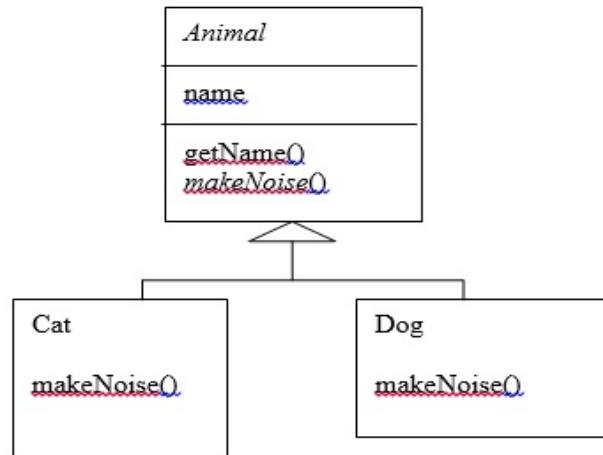 Animal
name
getName()
makeNoise()
Cat
makeNoise()
Dog
makeNoise()